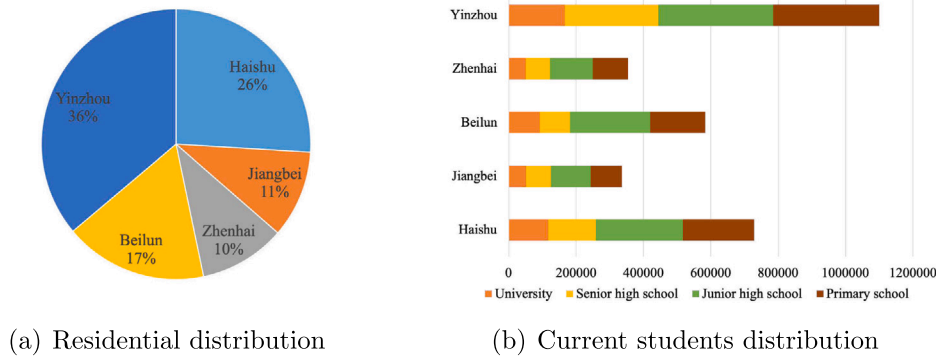 Haishu
26%
Jiangbei
11%
Zhenhai
10%
Beilun
17%
Yinzhou
36%
(a) Residential distribution
Yinzhou
Zhenhai
Beilun
Jiangbei
Haishu
0 200000 400000 600000 800000 1000000 1200000
University Senior high school Junior high school Primary school
(b) Current students distribution